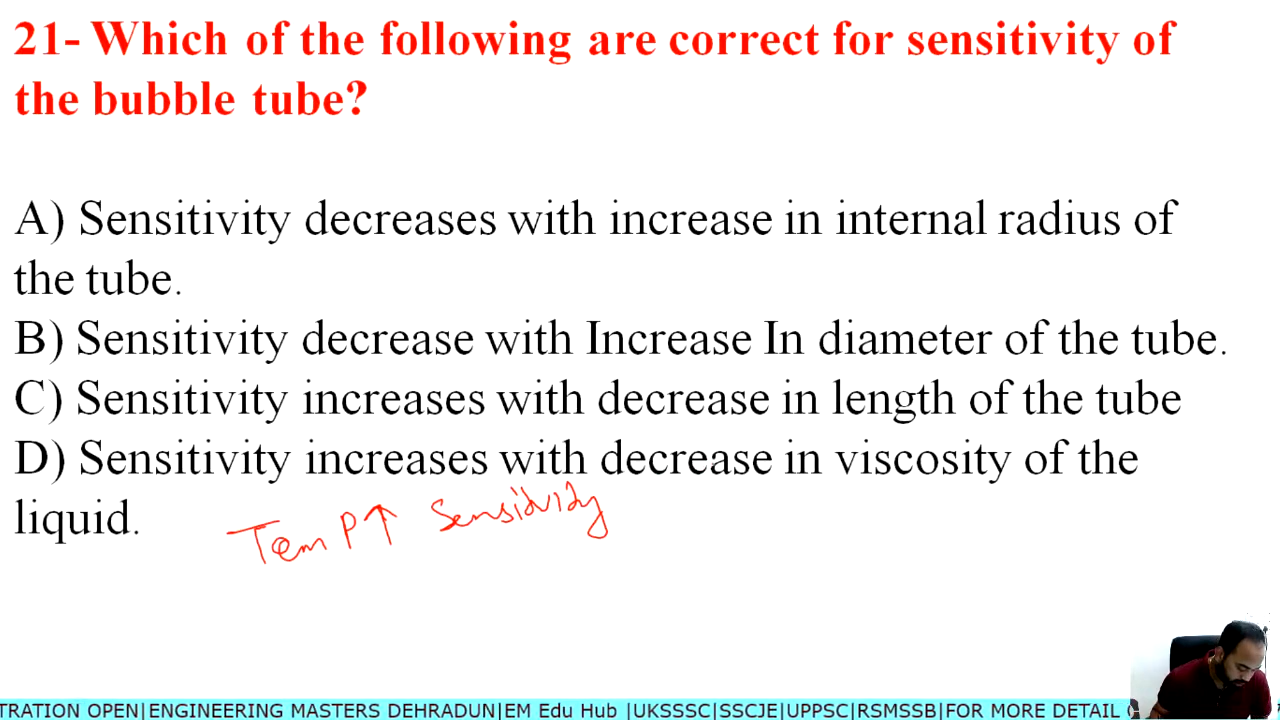 21- Which of the following are correct for sensitivity of
the bubble tube?
A) Sensitivity decreases with increase in internal radius of
the tube.
B) Sensitivity decrease with Increase In diameter of the tube.
C) Sensitivity increases with decrease in length of the tube
D) Sensitivity increases with decrease in viscosity of the
liquid.
Temp↑ Sensitivity
TRATION OPEN|ENGINEERING MASTERS DEHRADUN|EM Edu Hub |UKSSSC|SSCJE|UPPSC|RSMSSB|FOR MORE DETAIL